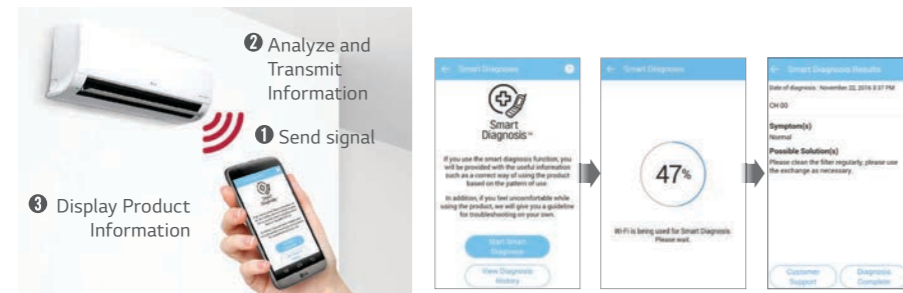 ❷ Analyze and
Transmit
Information
❶ Send signal
❸ Display Product
Information
Smart
Diagnosis™
← Smart Diagnosis
Smart
Diagnosis™
If you use the smart diagnosis function, you
will be provided with the useful information
such as a correct way of using the product
based on the pattern of use.
In addition, if you feel uncomfortable while
using the product, we will give you a guideline
for troubleshooting on your own.
Start Smart
Diagnosis
View Diagnosis
History
← Smart Diagnosis
47%
Wi-Fi is being used for Smart Diagnosis.
Please wait.
← Smart Diagnosis Results
Date of diagnosis : November 22, 2016 3:37 PM
CH 00
Symptom(s)
Normal
Possible Solution(s)
Please clean the filter regularly, please use
the exchange as necessary.
Customer
Support
Diagnosis
Complete